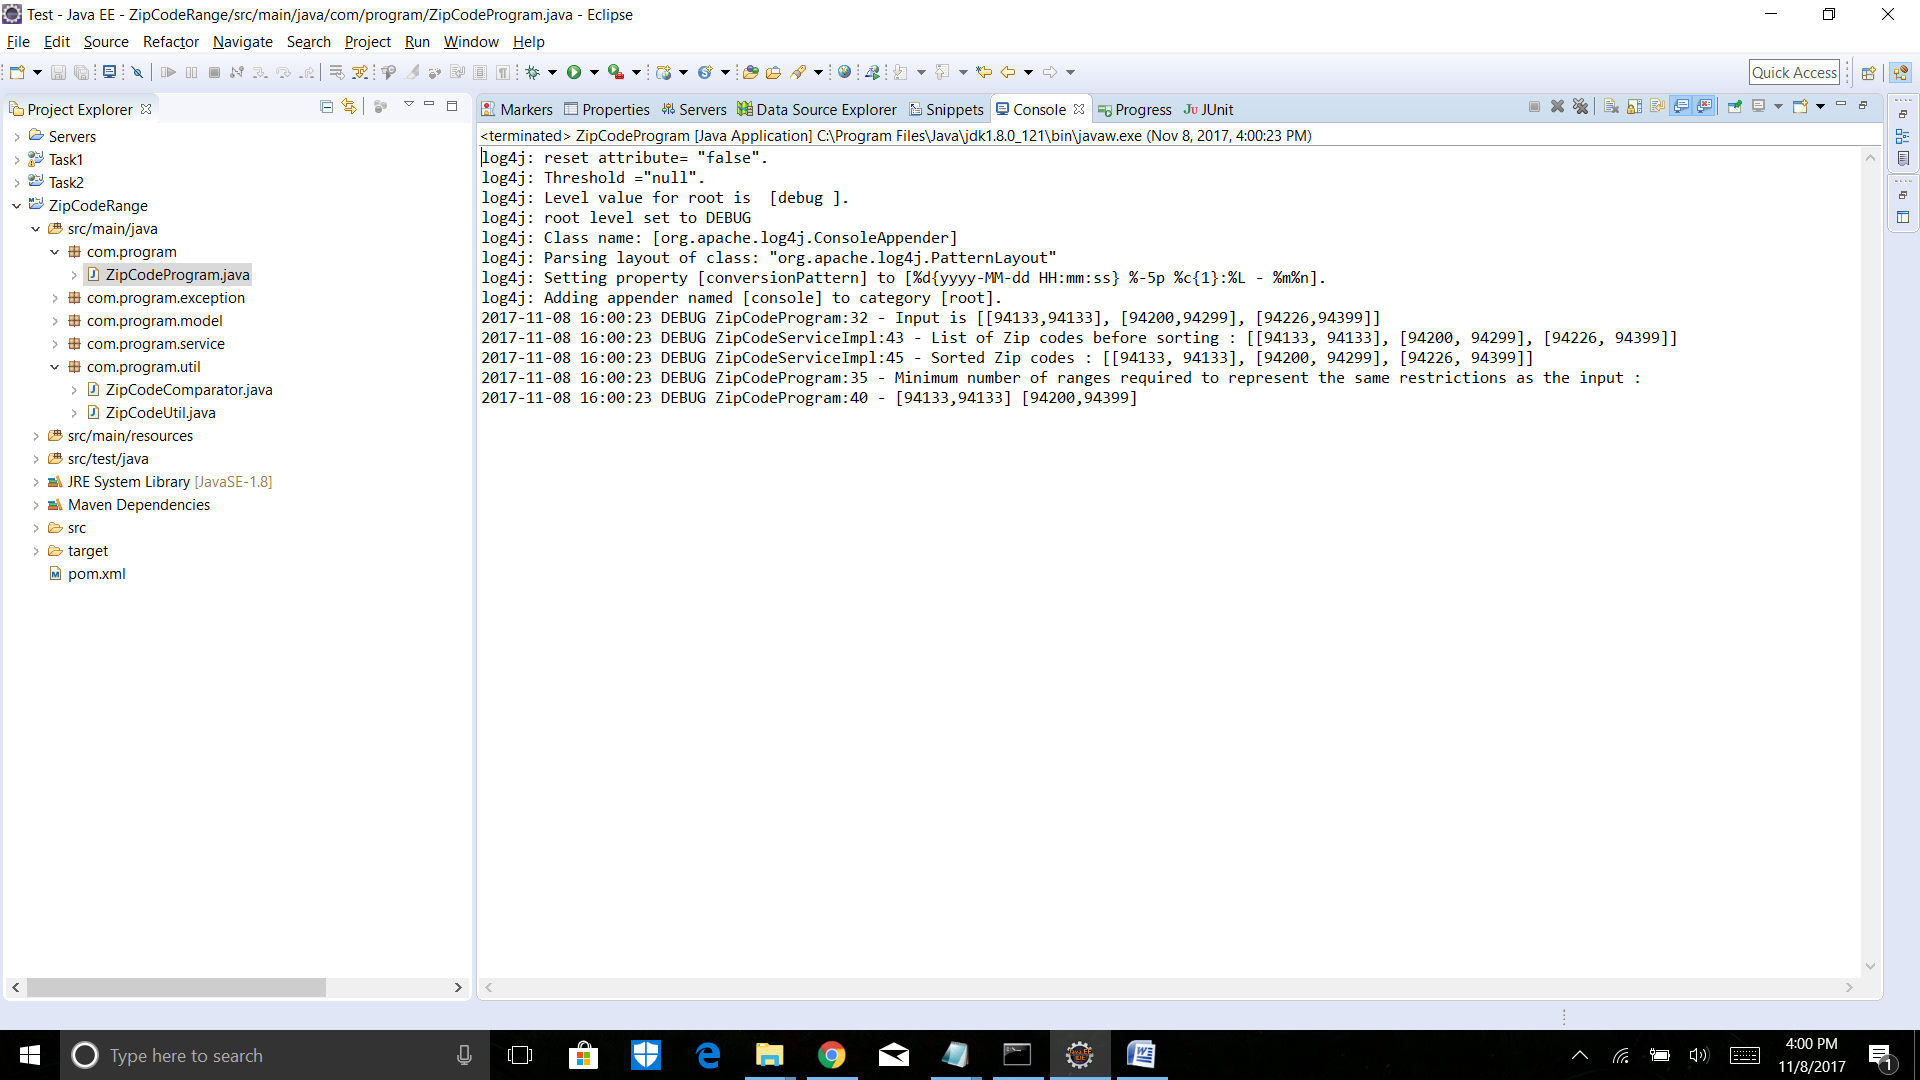 Test - Java EE - ZipCodeRange/src/main/java/com/program/ZipCodeProgram.java - Eclipse
File Edit Source Refactor Navigate Search Project Run Window Help
Quick Access
Project Explorer
Servers
Task1
Task2
ZipCodeRange
src/main/java
com.program
ZipCodeProgram.java
com.program.exception
com.program.model
com.program.service
com.program.util
ZipCodeComparator.java
ZipCodeUtil.java
src/main/resources
src/test/java
JRE System Library [JavaSE-1.8]
Maven Dependencies
src
target
pom.xml
Markers Properties Servers Data Source Explorer Snippets Console Progress JUnit
<terminated> ZipCodeProgram [Java Application] C:\Program Files\Java\jdk1.8.0_121\bin\javaw.exe (Nov 8, 2017, 4:00:23 PM)
log4j: reset attribute= "false".
log4j: Threshold ="null".
log4j: Level value for root is  [debug ].
log4j: root level set to DEBUG
log4j: Class name: [org.apache.log4j.ConsoleAppender]
log4j: Parsing layout of class: "org.apache.log4j.PatternLayout"
log4j: Setting property [conversionPattern] to [%d{yyyy-MM-dd HH:mm:ss} %-5p %c{1}:%L - %m%n].
log4j: Adding appender named [console] to category [root].
2017-11-08 16:00:23 DEBUG ZipCodeProgram:32 - Input is [[94133,94133], [94200,94299], [94226,94399]]
2017-11-08 16:00:23 DEBUG ZipCodeServiceImpl:43 - List of Zip codes before sorting : [[94133, 94133], [94200, 94299], [94226, 94399]]
2017-11-08 16:00:23 DEBUG ZipCodeServiceImpl:45 - Sorted Zip codes : [[94133, 94133], [94200, 94299], [94226, 94399]]
2017-11-08 16:00:23 DEBUG ZipCodeProgram:35 - Minimum number of ranges required to represent the same restrictions as the input :
2017-11-08 16:00:23 DEBUG ZipCodeProgram:40 - [94133,94133] [94200,94399]
Type here to search
4:00 PM
11/8/2017
1